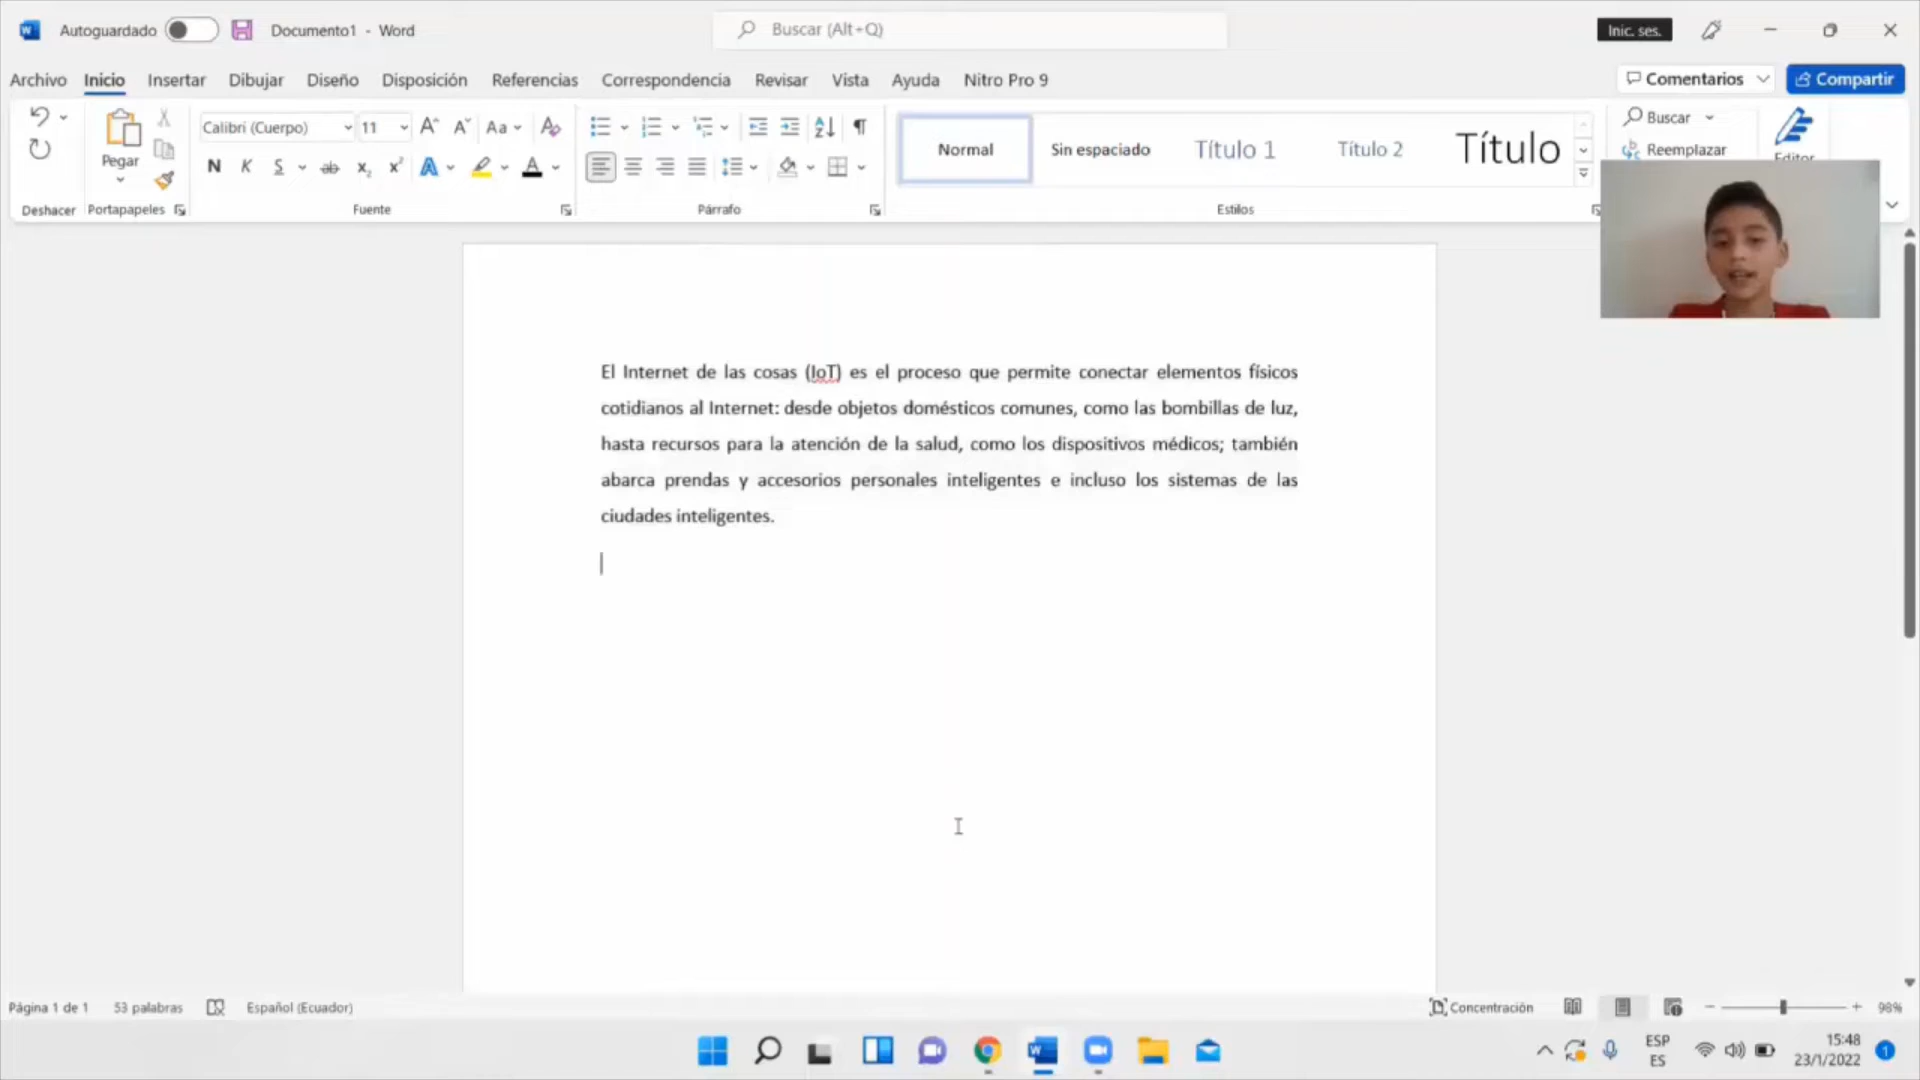 Autoguardado
Documento1 - Word
Buscar (Alt+Q)
Inic. ses.
Archivo Inicio Insertar Dibujar Diseño Disposición Referencias Correspondencia Revisar Vista Ayuda Nitro Pro 9
Comentarios
Compartir
Pegar
Calibri (Cuerpo) 11
Aa
N K S ab x₂ x² A A
Normal
Sin espaciado
Título 1
Título 2
Título
Buscar
Reemplazar
Editor
Deshacer
Portapapeles
Fuente
Párrafo
Estilos
El Internet de las cosas (IoT) es el proceso que permite conectar elementos físicos
cotidianos al Internet: desde objetos domésticos comunes, como las bombillas de luz,
hasta recursos para la atención de la salud, como los dispositivos médicos; también
abarca prendas y accesorios personales inteligentes e incluso los sistemas de las
ciudades inteligentes.
Página 1 de 1
53 palabras
Español (Ecuador)
Concentración
98%
ESP
ES
15:48
23/1/2022
1